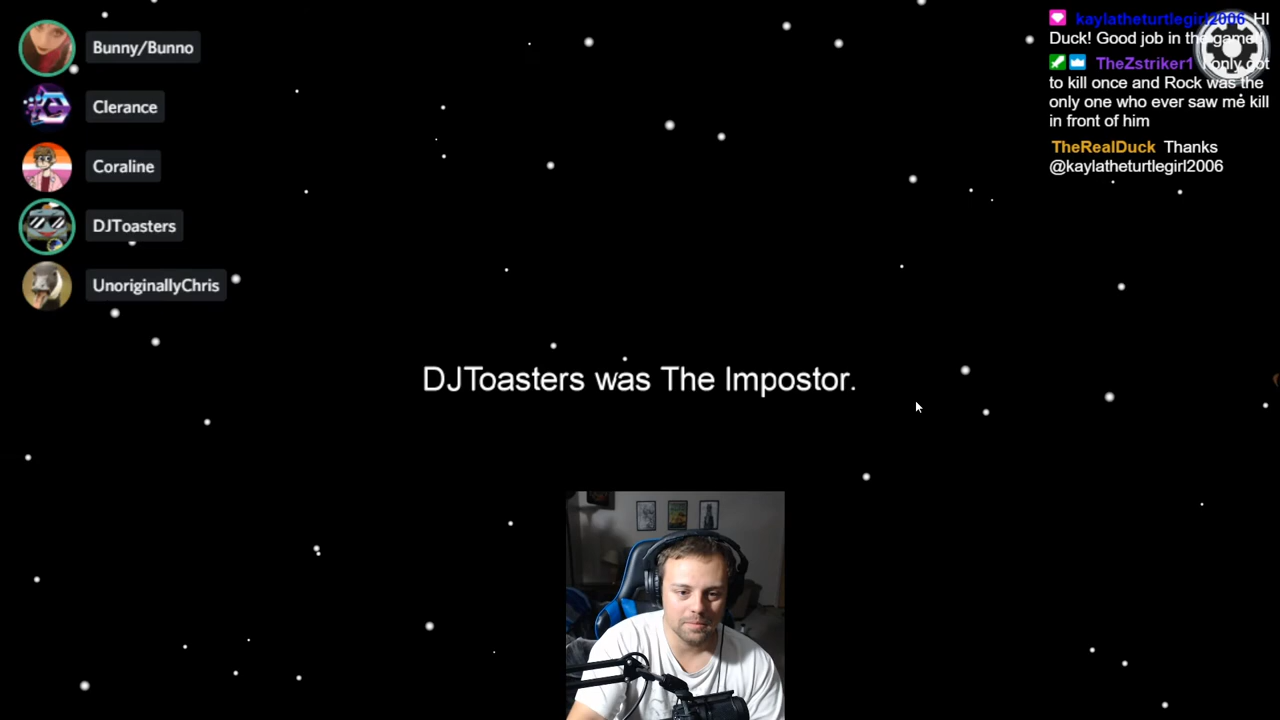 Bunny/Bunno
Clerance
Coraline
DJToasters
UnoriginallyChris
kaylatheturtlegirl2006 HI
Duck! Good job in the game!
TheZstriker1 I only got
to kill once and Rock was the
only one who ever saw me kill
in front of him
TheRealDuck Thanks
@kaylatheturtlegirl2006
DJToasters was The Impostor.